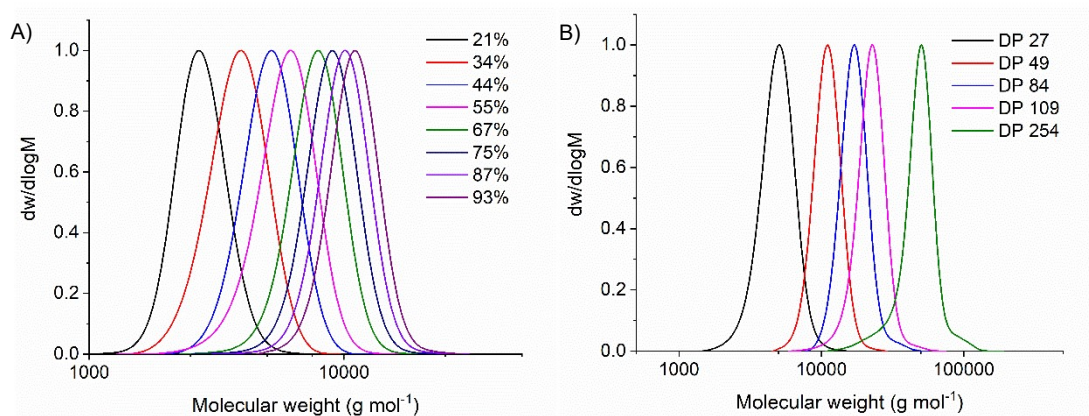 A)
1.0
0.8
0.6
0.4
0.2
0.0
dw/dlogM
21%
34%
44%
55%
67%
75%
87%
93%
1000
10000
Molecular weight (g mol⁻¹)
B)
1.0
0.8
0.6
0.4
0.2
0.0
dw/dlogM
DP 27
DP 49
DP 84
DP 109
DP 254
1000
10000
100000
Molecular weight (g mol⁻¹)